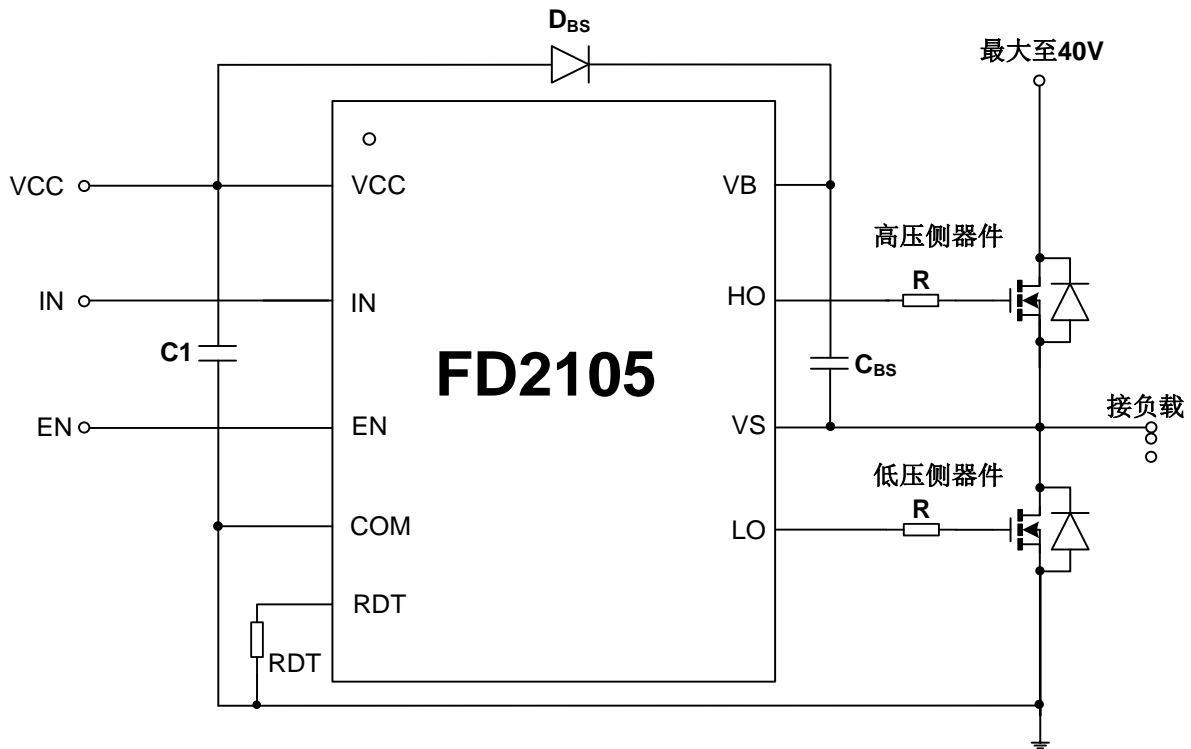 DBS
最大至40V
VCC
VCC
VB
高压侧器件
R
IN
IN
HO
C1
FD2105
CBS
接负载
EN
EN
VS
低压侧器件
R
COM
LO
RDT
RDT